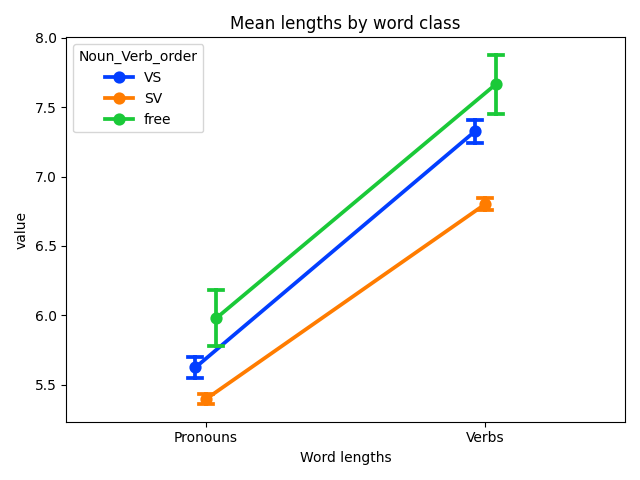 Mean lengths by word class
Noun_Verb_order
VS
SV
free
value
8.0
7.5
7.0
6.5
6.0
5.5
Pronouns
Verbs
Word lengths